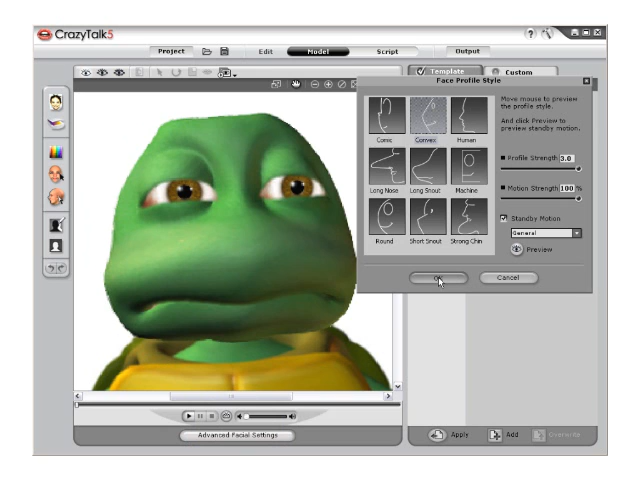 CrazyTalk5
Project
Edit
Model
Script
Output
Template
Custom
Face Profile Style
Comic
Convex
Human
Long Nose
Long Snout
Machine
Round
Short Snout
Strong Chin
Move mouse to preview
the profile style.
And click Preview to
preview standby motion.
Profile Strength 3.0
Motion Strength 100 %
Standby Motion
General
Preview
OK
Cancel
Advanced Facial Settings
Apply
Add
Overwrite